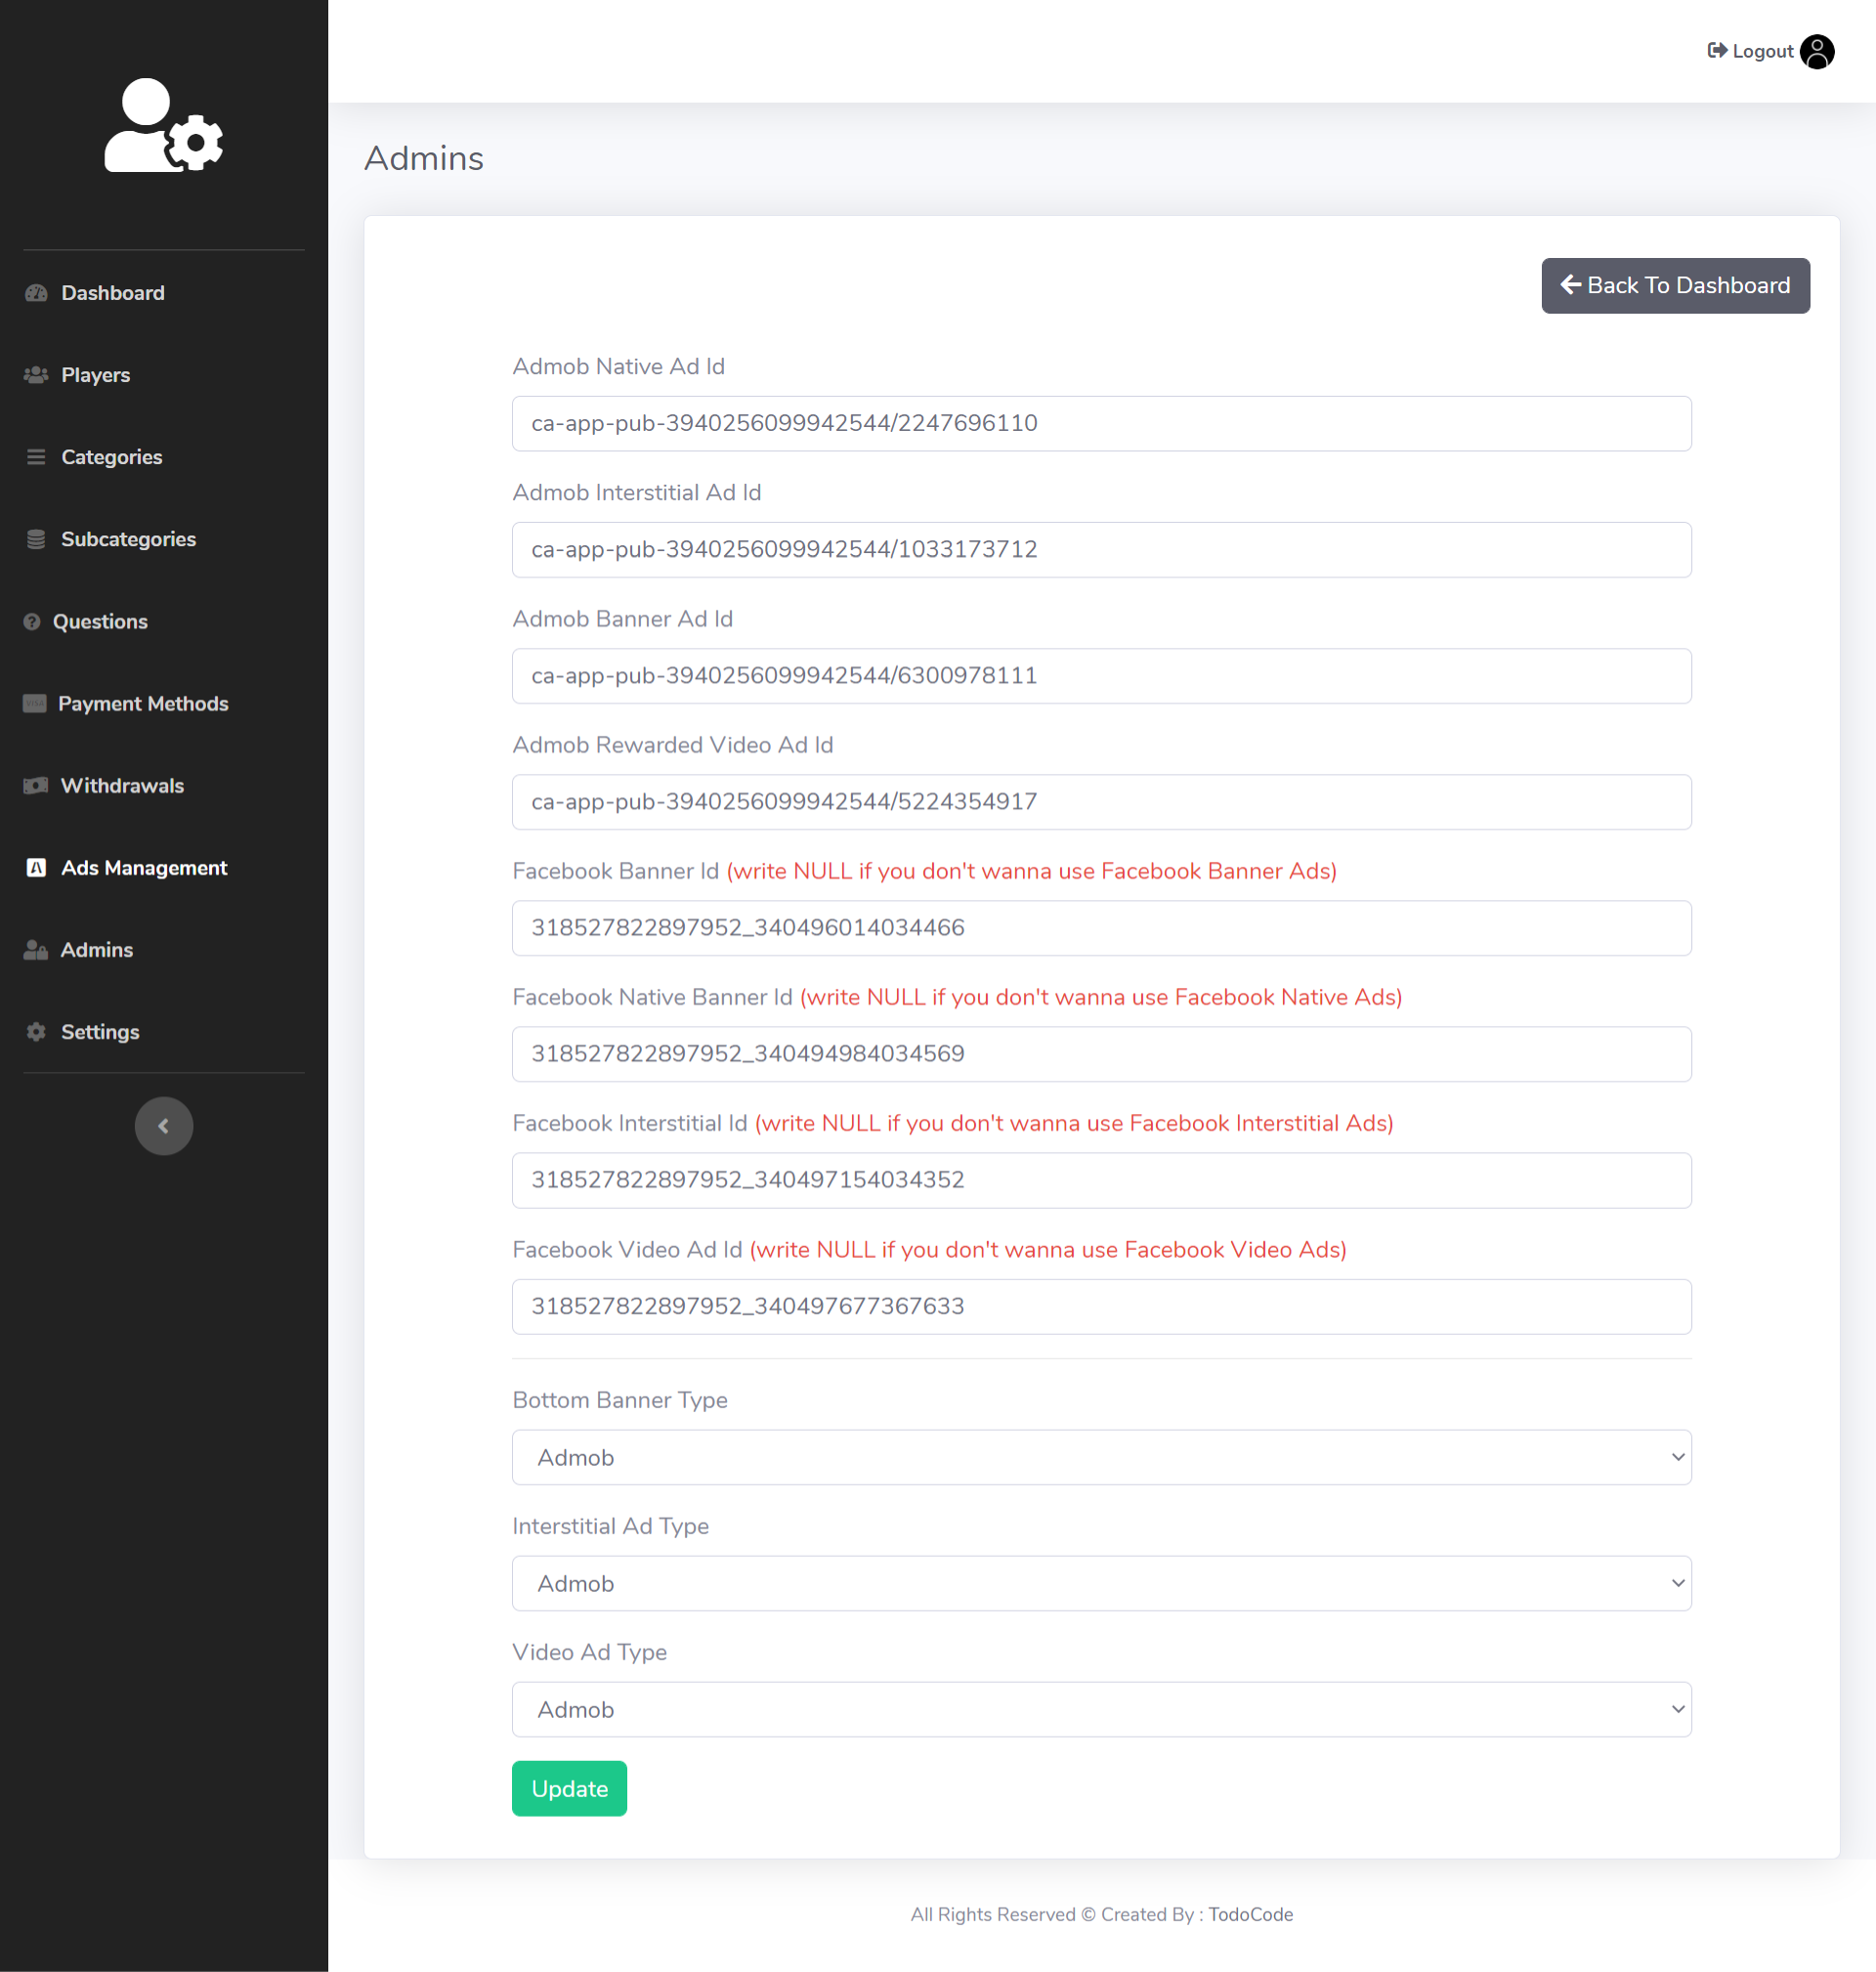 Logout
Dashboard
Players
Categories
Subcategories
Questions
Payment Methods
Withdrawals
Ads Management
Admins
Settings
Admins
Back To Dashboard
Admob Native Ad Id
ca-app-pub-3940256099942544/2247696110
Admob Interstitial Ad Id
ca-app-pub-3940256099942544/1033173712
Admob Banner Ad Id
ca-app-pub-3940256099942544/6300978111
Admob Rewarded Video Ad Id
ca-app-pub-3940256099942544/5224354917
Facebook Banner Id (write NULL if you don't wanna use Facebook Banner Ads)
318527822897952_340496014034466
Facebook Native Banner Id (write NULL if you don't wanna use Facebook Native Ads)
318527822897952_340494984034569
Facebook Interstitial Id (write NULL if you don't wanna use Facebook Interstitial Ads)
318527822897952_340497154034352
Facebook Video Ad Id (write NULL if you don't wanna use Facebook Video Ads)
318527822897952_340497677367633
Bottom Banner Type
Admob
Interstitial Ad Type
Admob
Video Ad Type
Admob
Update
All Rights Reserved © Created By : TodoCode